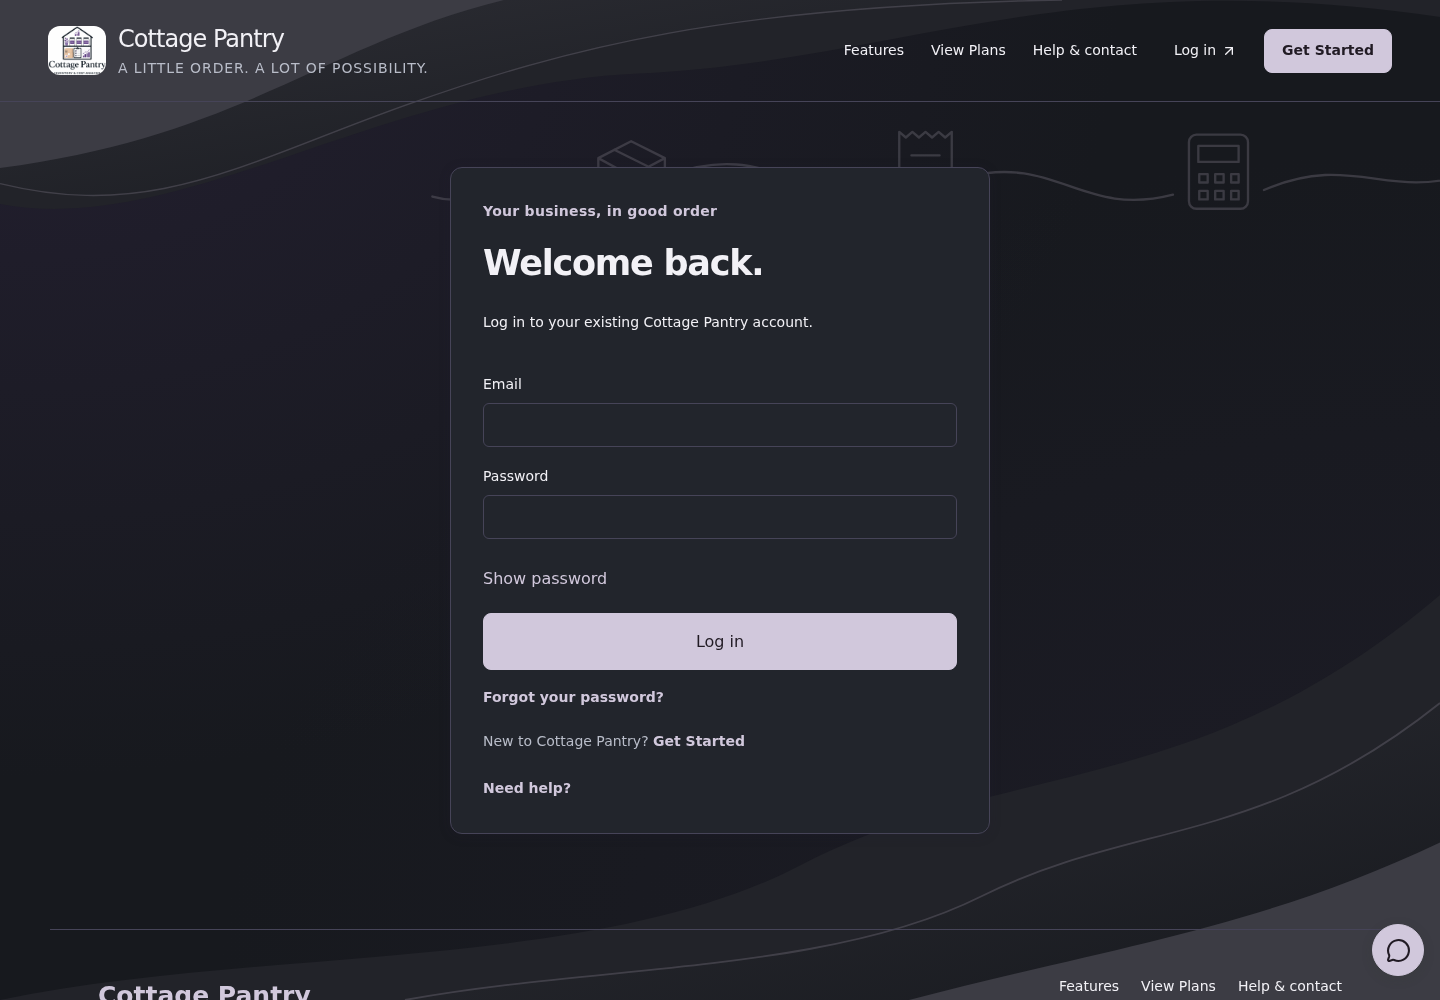 Cottage Pantry
Cottage Pantry
A LITTLE ORDER. A LOT OF POSSIBILITY.
Features
View Plans
Help & contact
Log in
Get Started
Your business, in good order
Welcome back.
Log in to your existing Cottage Pantry account.
Email
Password
Show password
Log in
Forgot your password?
New to Cottage Pantry? Get Started
Need help?
Cottage Pantry
Features
View Plans
Help & contact